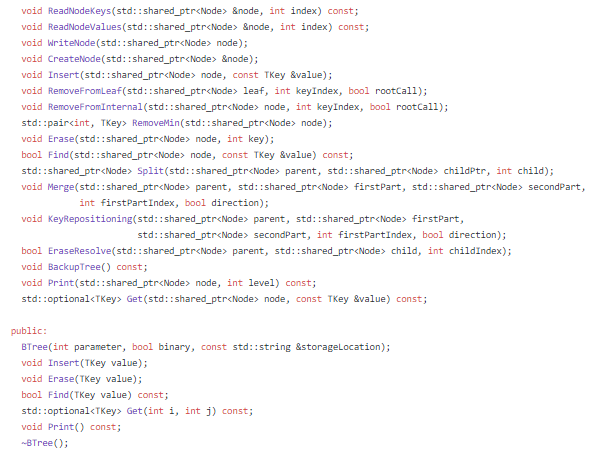 void ReadNodeKeys(std::shared_ptr<Node> &node, int index) const;
void ReadNodeValues(std::shared_ptr<Node> &node, int index) const;
void WriteNode(std::shared_ptr<Node> node);
void CreateNode(std::shared_ptr<Node> &node);
void Insert(std::shared_ptr<Node> node, const TKey &value);
void RemoveFromLeaf(std::shared_ptr<Node> leaf, int keyIndex, bool rootCall);
void RemoveFromInternal(std::shared_ptr<Node> node, int keyIndex, bool rootCall);
std::pair<int, TKey> RemoveMin(std::shared_ptr<Node> node);
void Erase(std::shared_ptr<Node> node, int key);
bool Find(std::shared_ptr<Node> node, const TKey &value) const;
std::shared_ptr<Node> Split(std::shared_ptr<Node> parent, std::shared_ptr<Node> childPtr, int child);
void Merge(std::shared_ptr<Node> parent, std::shared_ptr<Node> firstPart, std::shared_ptr<Node> secondPart,
int firstPartIndex, bool direction);
void KeyRepositioning(std::shared_ptr<Node> parent, std::shared_ptr<Node> firstPart,
std::shared_ptr<Node> secondPart, int firstPartIndex, bool direction);
bool EraseResolve(std::shared_ptr<Node> parent, std::shared_ptr<Node> child, int childIndex);
void BackupTree() const;
void Print(std::shared_ptr<Node> node, int level) const;
std::optional<TKey> Get(std::shared_ptr<Node> node, const TKey &value) const;
public:
BTree(int parameter, bool binary, const std::string &storageLocation);
void Insert(TKey value);
void Erase(TKey value);
bool Find(TKey value) const;
std::optional<TKey> Get(int i, int j) const;
void Print() const;
~BTree();